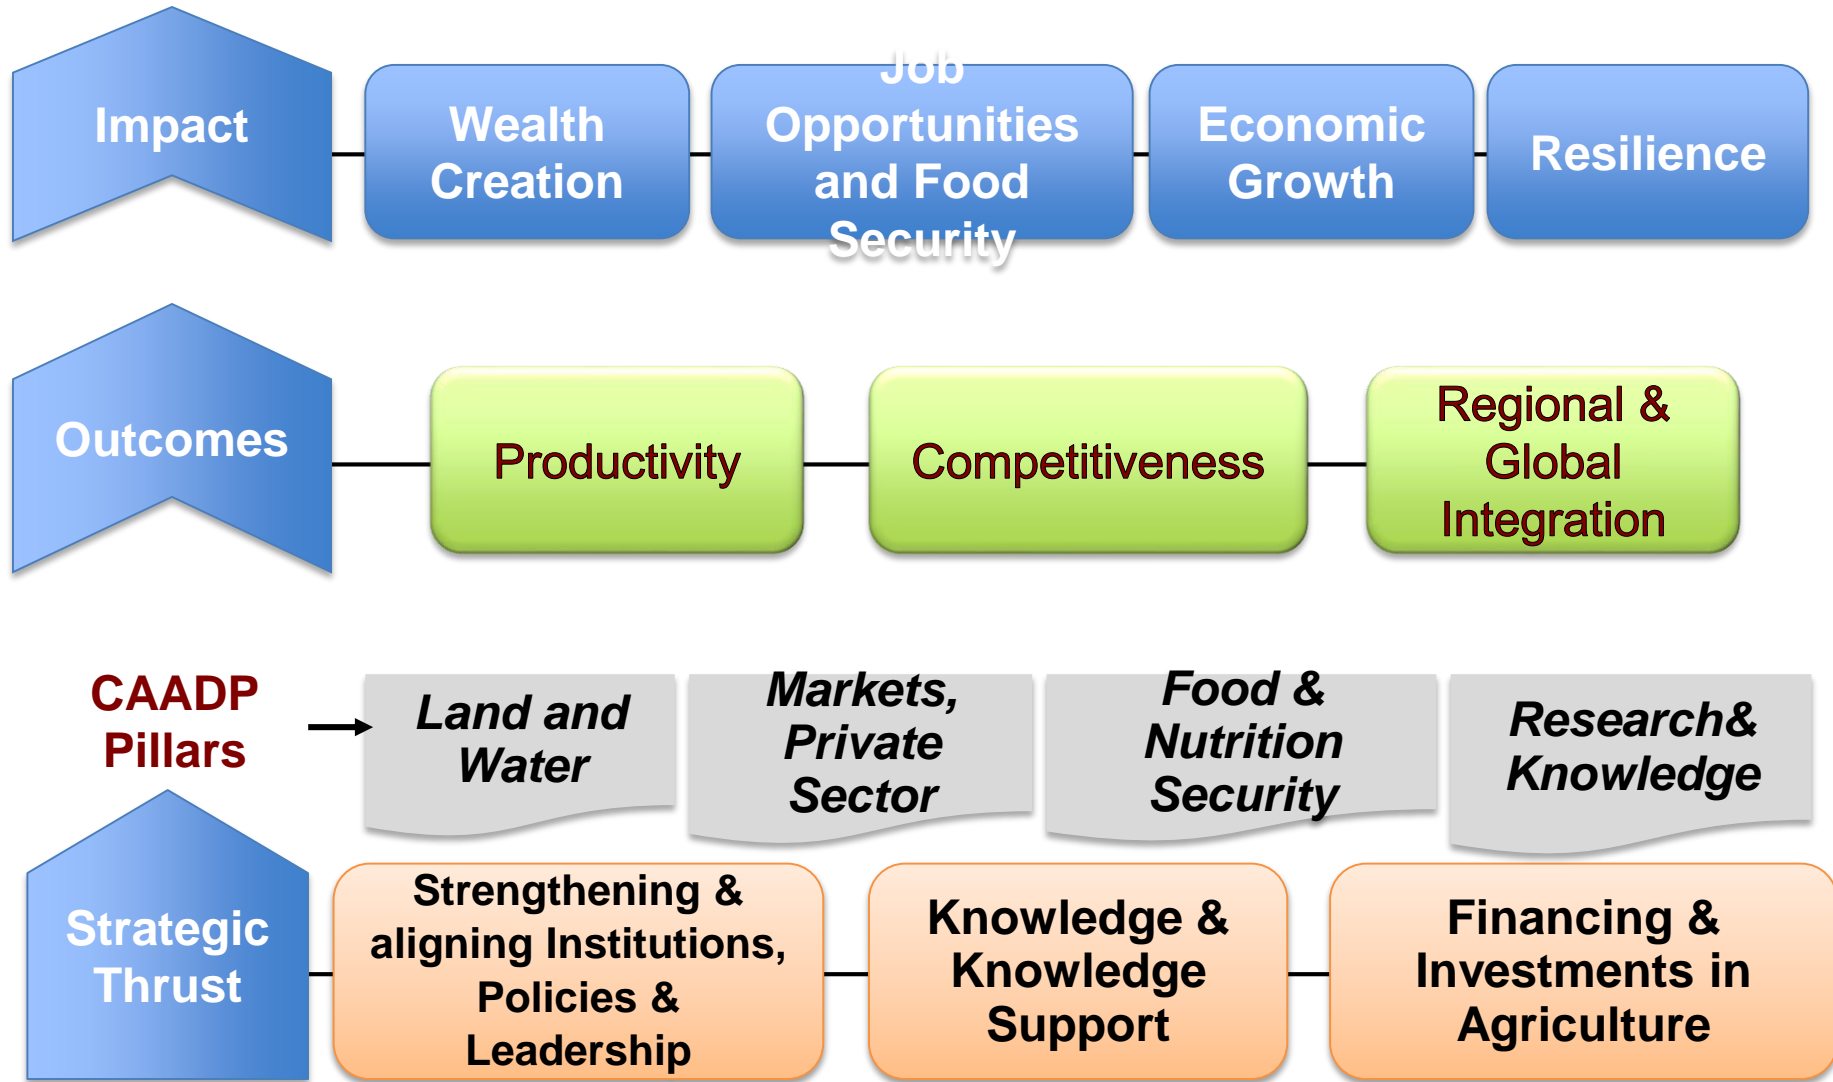 Impact
Wealth
Creation
Job
Opportunities
and Food
Security
Economic
Growth
Resilience
Outcomes
Productivity
Competitiveness
Regional &
Global
Integration
CAADP
Pillars
Land and
Water
Markets,
Private
Sector
Food &
Nutrition
Security
Research&
Knowledge
Strategic
Thrust
Strengthening &
aligning Institutions,
Policies &
Leadership
Knowledge &
Knowledge
Support
Financing &
Investments in
Agriculture